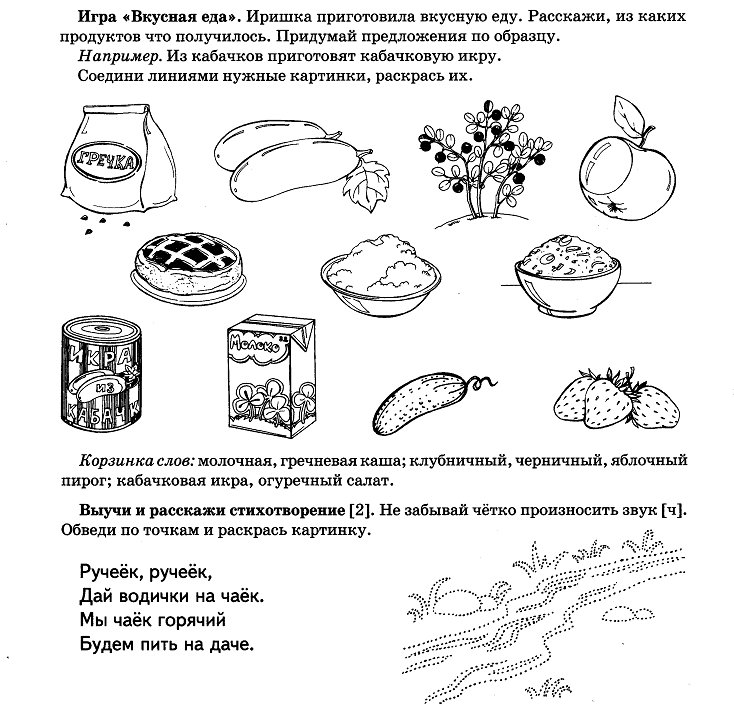 Игра «Вкусная еда». Иришка приготовила вкусную еду. Расскажи, из каких
продуктов что получилось. Придумай предложения по образцу.
Например. Из кабачков приготовят кабачковую икру.
Соедини линиями нужные картинки, раскрась их.
ГРЕЧКА
ИКРА
ИЗ
КАБАЧК
Молоко
Корзинка слов: молочная, гречневая каша; клубничный, черничный, яблочный
пирог; кабачковая икра, огуречный салат.
Выучи и расскажи стихотворение [2]. Не забывай чётко произносить звук [ч].
Обведи по точкам и раскрась картинку.
Ручеёк, ручеёк,
Дай водички на чаёк.
Мы чаёк горячий
Будем пить на даче.